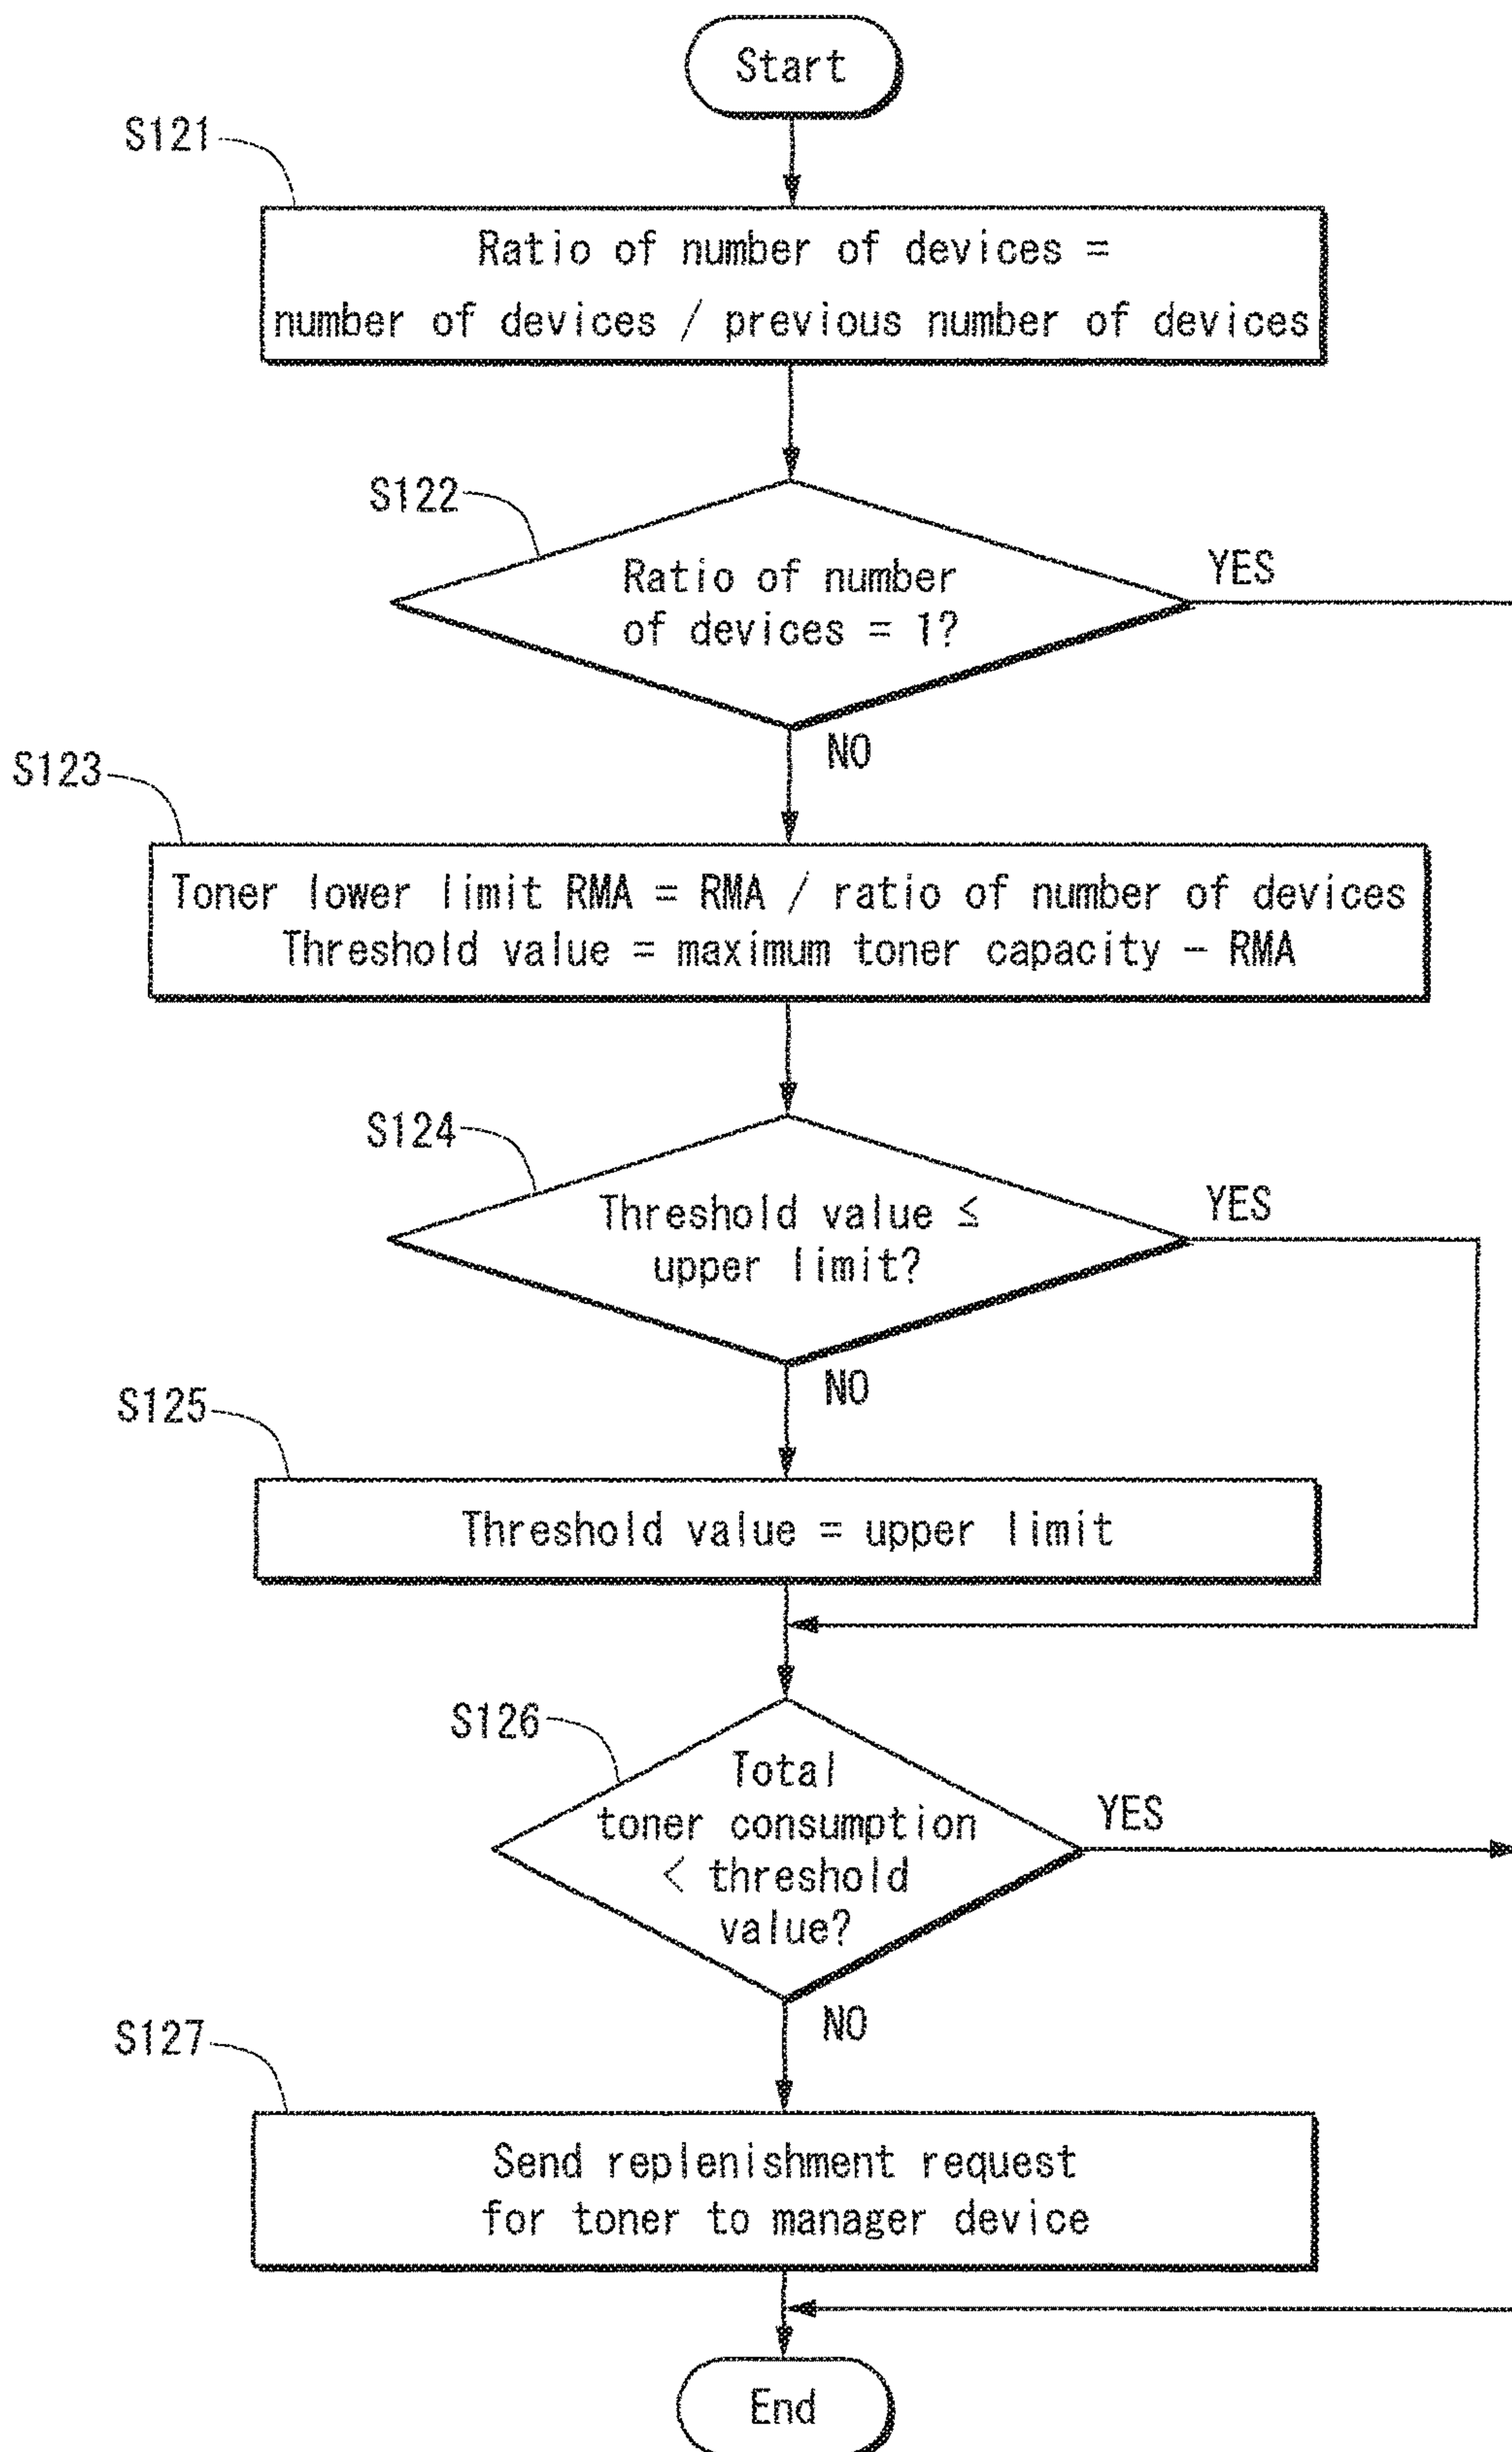 Start
S121
Ratio of number of devices =
number of devices / previous number of devices
S122
Ratio of number
of devices = 1?
YES
NO
S123
Toner lower limit RMA = RMA / ratio of number of devices
Threshold value = maximum toner capacity - RMA
S124
Threshold value ≤
upper limit?
YES
NO
S125
Threshold value = upper limit
S126
Total
toner consumption
< threshold
value?
YES
NO
S127
Send replenishment request
for toner to manager device
End